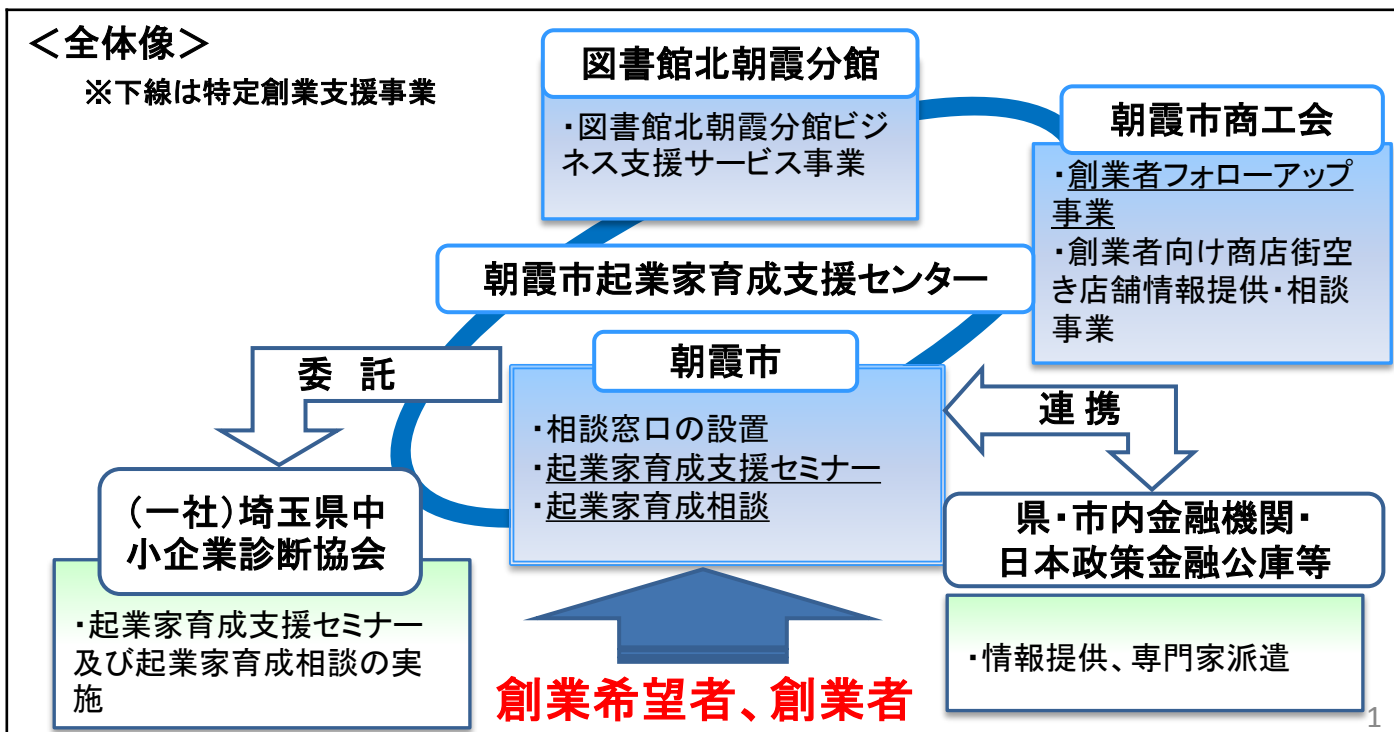 ＜全体像＞
※下線は特定創業支援事業
図書館北朝霞分館
・図書館北朝霞分館ビジ
ネス支援サービス事業
朝霞市商工会
・創業者フォローアップ
事業
・創業者向け商店街空
き店舗情報提供・相談
事業
朝霞市起業家育成支援センター
委 託
朝霞市
・相談窓口の設置
・起業家育成支援セミナー
・起業家育成相談
連 携
（一社）埼玉県中
小企業診断協会
・起業家育成支援セミナー
及び起業家育成相談の実
施
県・市内金融機関・
日本政策金融公庫等
・情報提供、専門家派遣
創業希望者、創業者
1